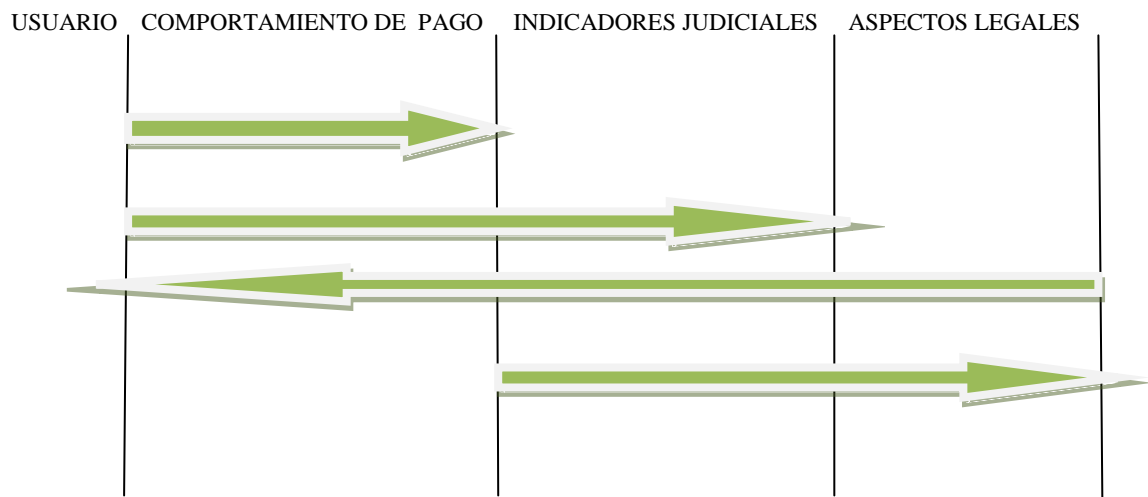 USUARIO COMPORTAMIENTO DE PAGO INDICADORES JUDICIALES ASPECTOS LEGALES